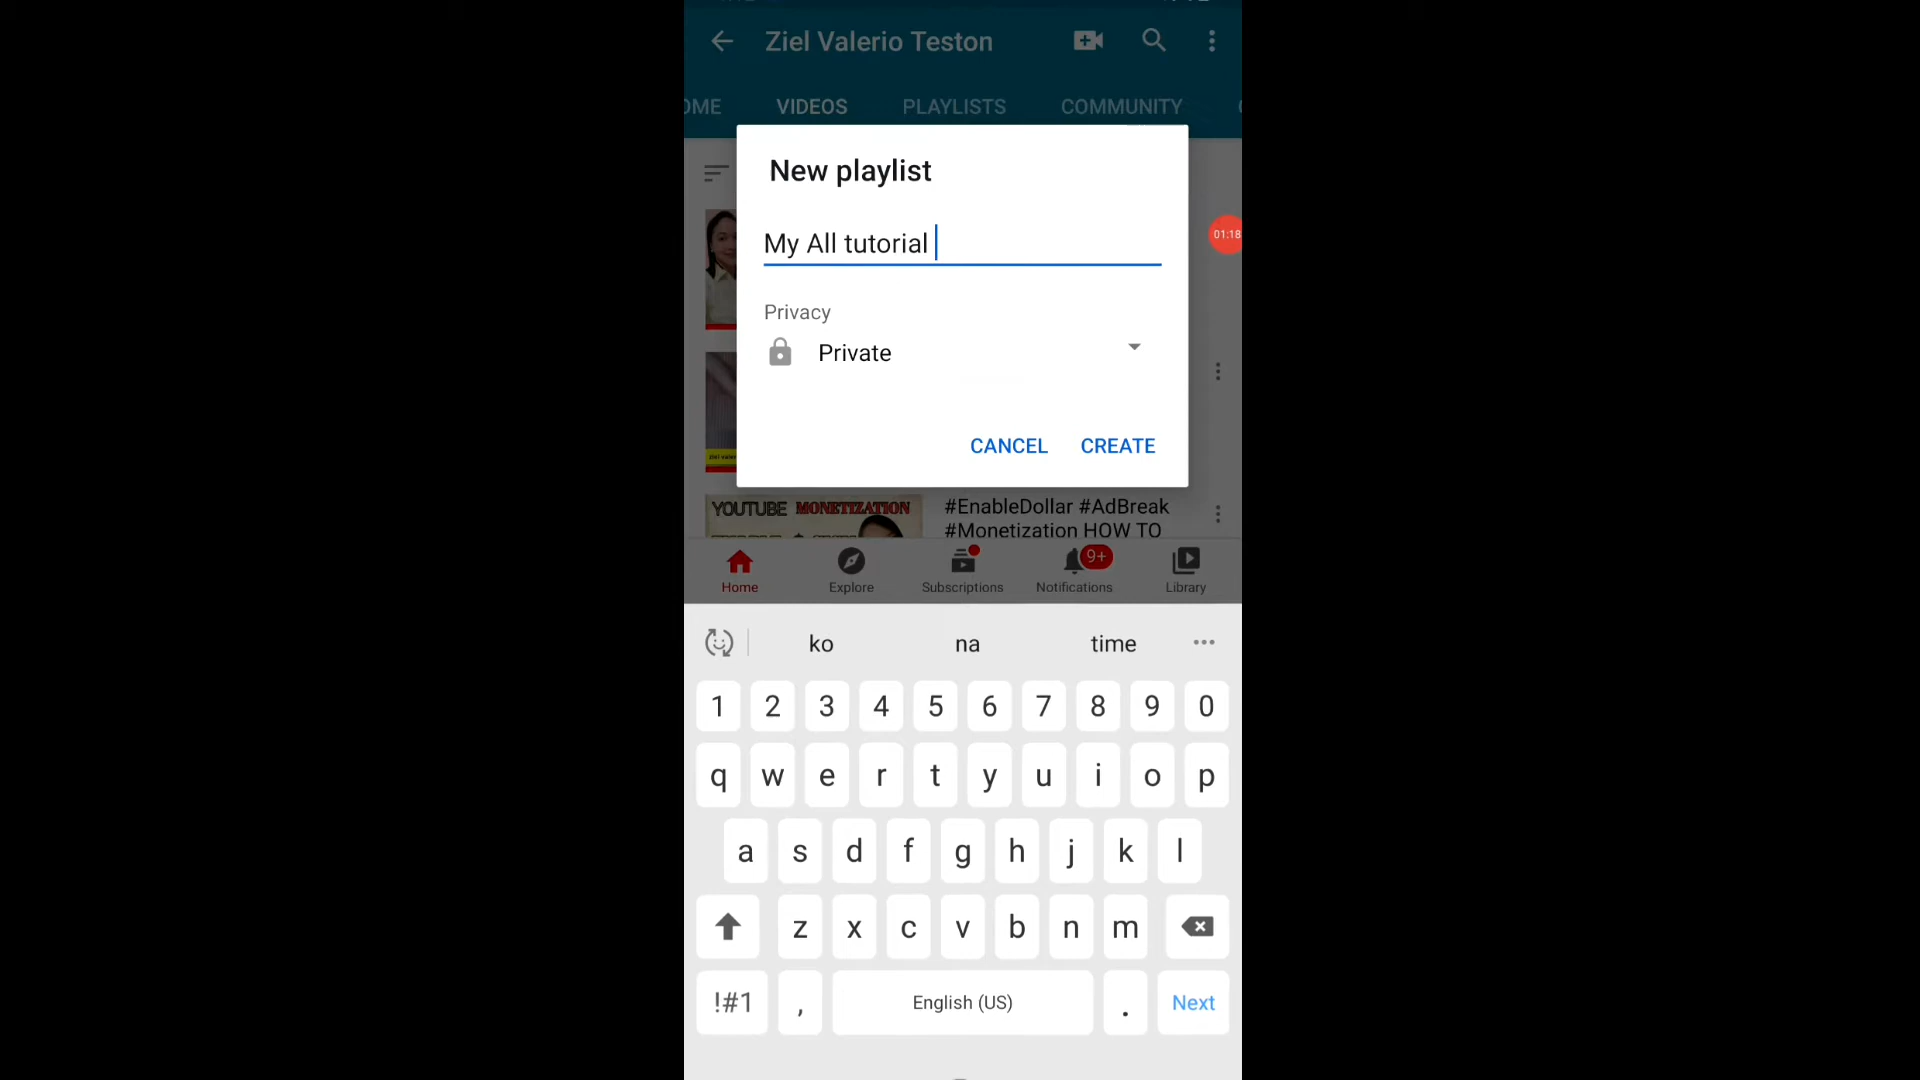 Ziel Valerio Teston
OME VIDEOS PLAYLISTS COMMUNITY
New playlist
My All tutorial
01:18
Privacy
Private
CANCEL CREATE
YOUTUBE MONETIZATION
#EnableDollar #AdBreak
#Monetization HOW TO
9+
Home Explore Subscriptions Notifications Library
ko na time
1 2 3 4 5 6 7 8 9 0
q w e r t y u i o p
a s d f g h j k l
z x c v b n m
!#1 , English (US) . Next